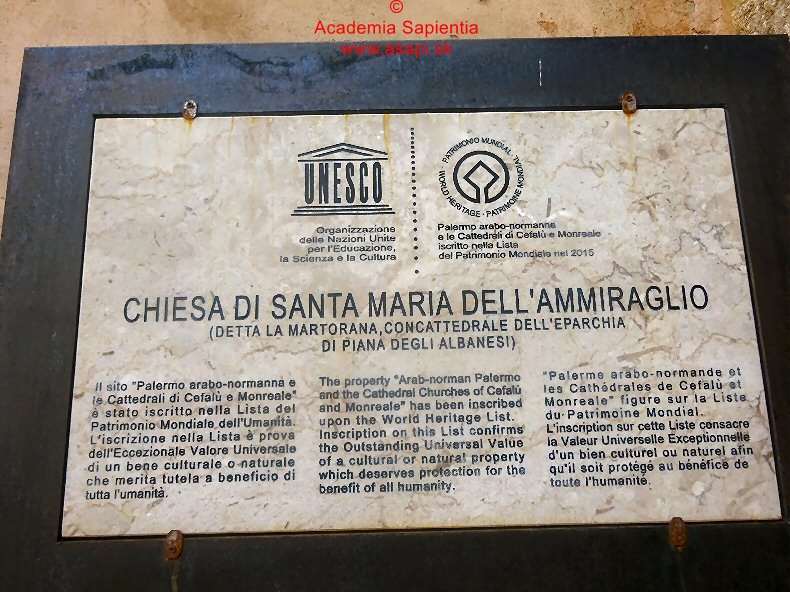 ©
Academia Sapientia
www.asapi.sk
UNESCO
Organizzazione
delle Nazioni Unite
per l'Educazione,
la Scienza e la Cultura
PATRIMONIO MUNDIAL · WORLD HERITAGE · PATRIMOINE MONDIAL
Palermo arabo-normanna
e le Cattedrali di Cefalù e Monreale
iscritto nella Lista
del Patrimonio Mondiale nel 2015
CHIESA DI SANTA MARIA DELL'AMMIRAGLIO
(DETTA LA MARTORANA, CONCATTEDRALE DELL'EPARCHIA
DI PIANA DEGLI ALBANESI)
Il sito "Palermo arabo-normanna e
le Cattedrali di Cefalù e Monreale"
è stato iscritto nella Lista del
Patrimonio Mondiale dell'Umanità.
L'iscrizione nella Lista è prova
dell'Eccezionale Valore Universale
di un bene culturale o naturale
che merita tutela a beneficio di
tutta l'umanità.
The property "Arab-norman Palermo
and the Cathedral Churches of Cefalù
and Monreale" has been inscribed
upon the World Heritage List.
Inscription on this List confirms
the Outstanding Universal Value
of a cultural or natural property
which deserves protection for the
benefit of all humanity.
"Palerme arabo-normande et
les Cathédrales de Cefalù et
Monreale" figure sur la Liste
du Patrimoine Mondial.
L'inscription sur cette Liste consacre
la Valeur Universelle Exceptionnelle
d'un bien culturel ou naturel afin
qu'il soit protégé au bénéfice de
toute l'humanité.